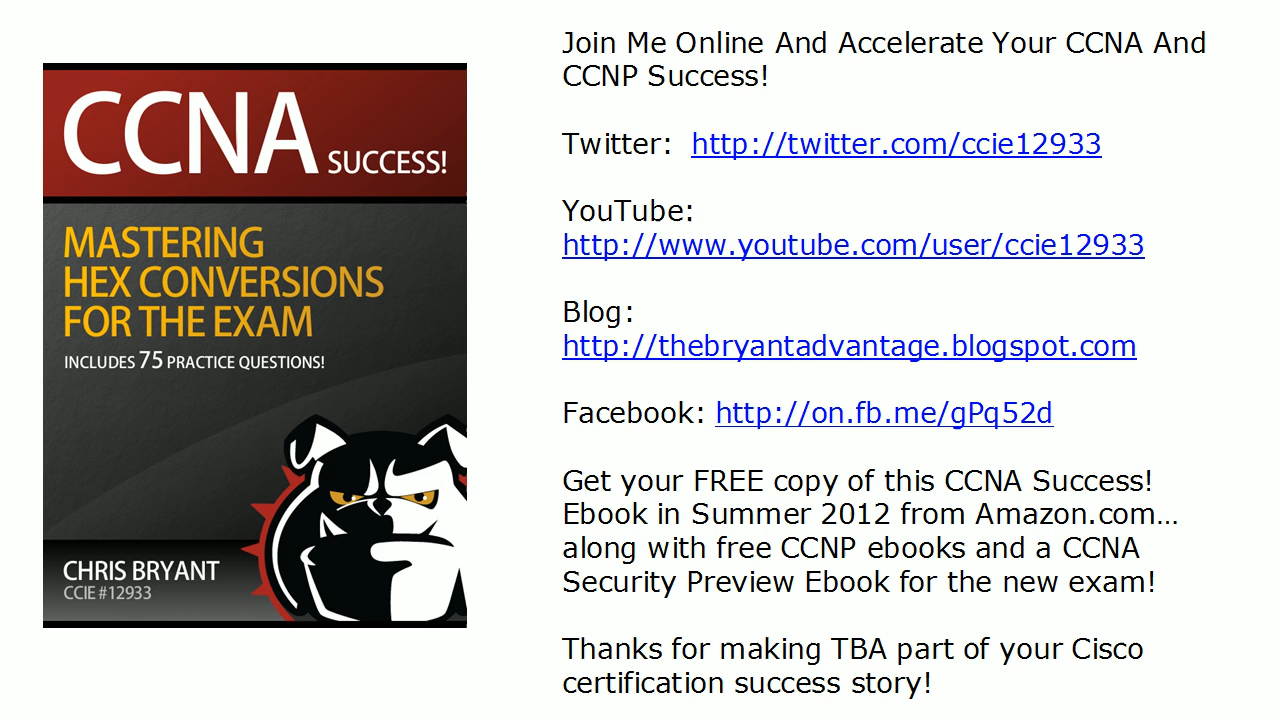 CCNA SUCCESS!
MASTERING
HEX CONVERSIONS
FOR THE EXAM
INCLUDES 75 PRACTICE QUESTIONS!
CHRIS BRYANT
CCIE #12933
Join Me Online And Accelerate Your CCNA And
CCNP Success!
Twitter: http://twitter.com/ccie12933
YouTube:
http://www.youtube.com/user/ccie12933
Blog:
http://thebryantadvantage.blogspot.com
Facebook: http://on.fb.me/gPq52d
Get your FREE copy of this CCNA Success!
Ebook in Summer 2012 from Amazon.com…
along with free CCNP ebooks and a CCNA
Security Preview Ebook for the new exam!
Thanks for making TBA part of your Cisco
certification success story!